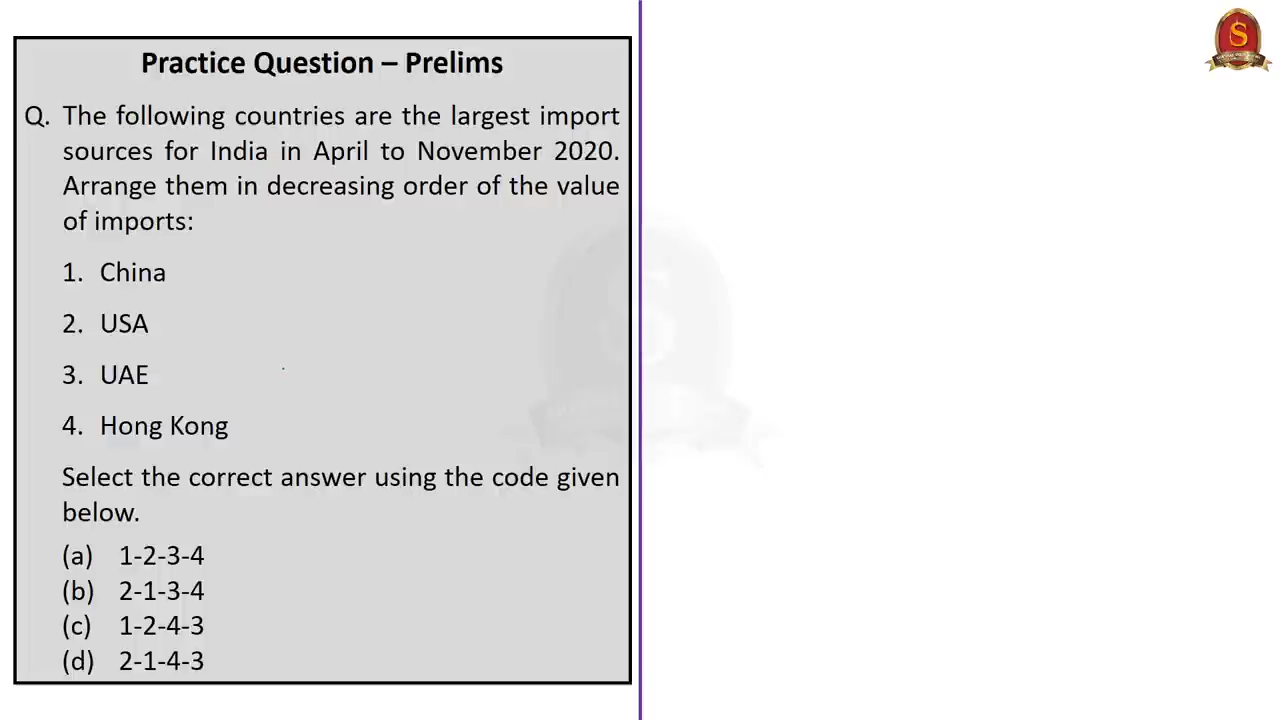 Practice Question – Prelims
Q. The following countries are the largest import
sources for India in April to November 2020.
Arrange them in decreasing order of the value
of imports:
1. China
2. USA
3. UAE
4. Hong Kong
Select the correct answer using the code given
below.
(a) 1-2-3-4
(b) 2-1-3-4
(c) 1-2-4-3
(d) 2-1-4-3
S